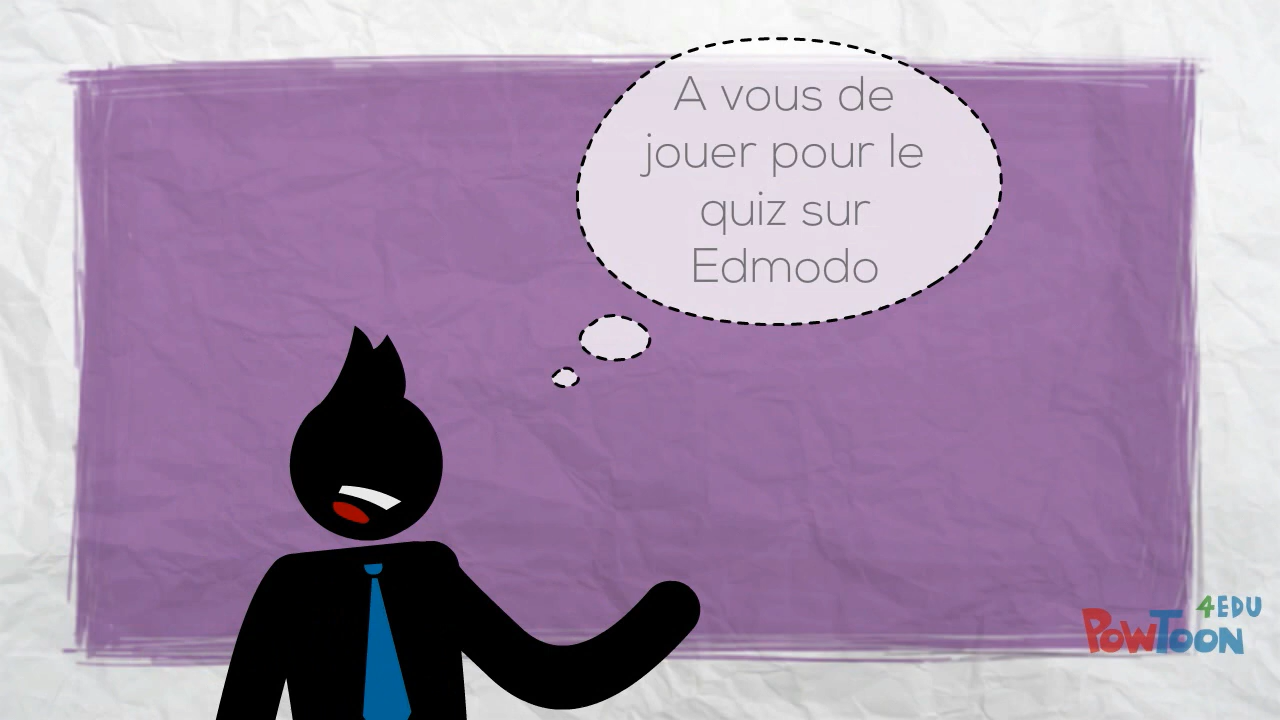 A vous de
jouer pour le
quiz sur
Edmodo
4EDU
POWTOON